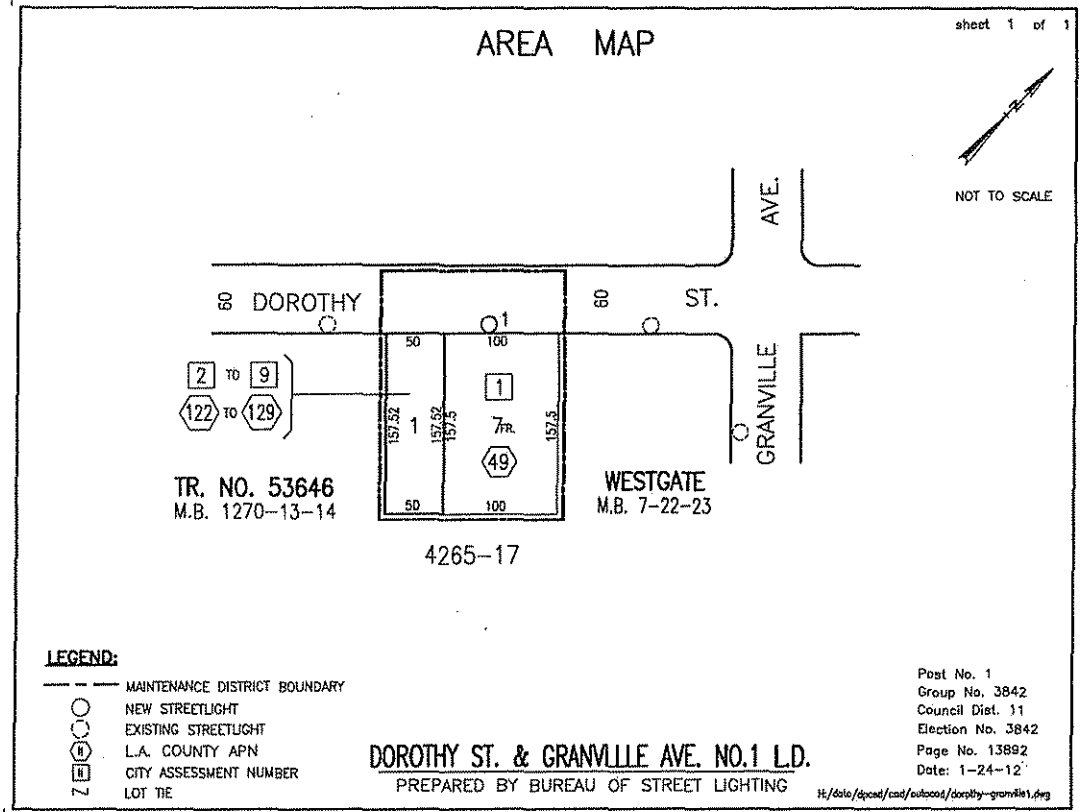 sheet 1 of 1
AREA MAP
N
NOT TO SCALE
AVE.
60 DOROTHY 60 ST.
1
50 100
GRANVILLE
2 TO 9
122 TO 129
157.52 1 157.52 157.5 1 7FR. 49 157.5
TR. NO. 53646
M.B. 1270-13-14
WESTGATE
M.B. 7-22-23
50 100
4265-17
LEGEND:
MAINTENANCE DISTRICT BOUNDARY
NEW STREETLIGHT
EXISTING STREETLIGHT
# L.A. COUNTY APN
# CITY ASSESSMENT NUMBER
Z LOT TIE
DOROTHY ST. & GRANVILLE AVE. NO.1 L.D.
PREPARED BY BUREAU OF STREET LIGHTING
Post No. 1
Group No. 3842
Council Dist. 11
Election No. 3842
Page No. 13892
Date: 1-24-12